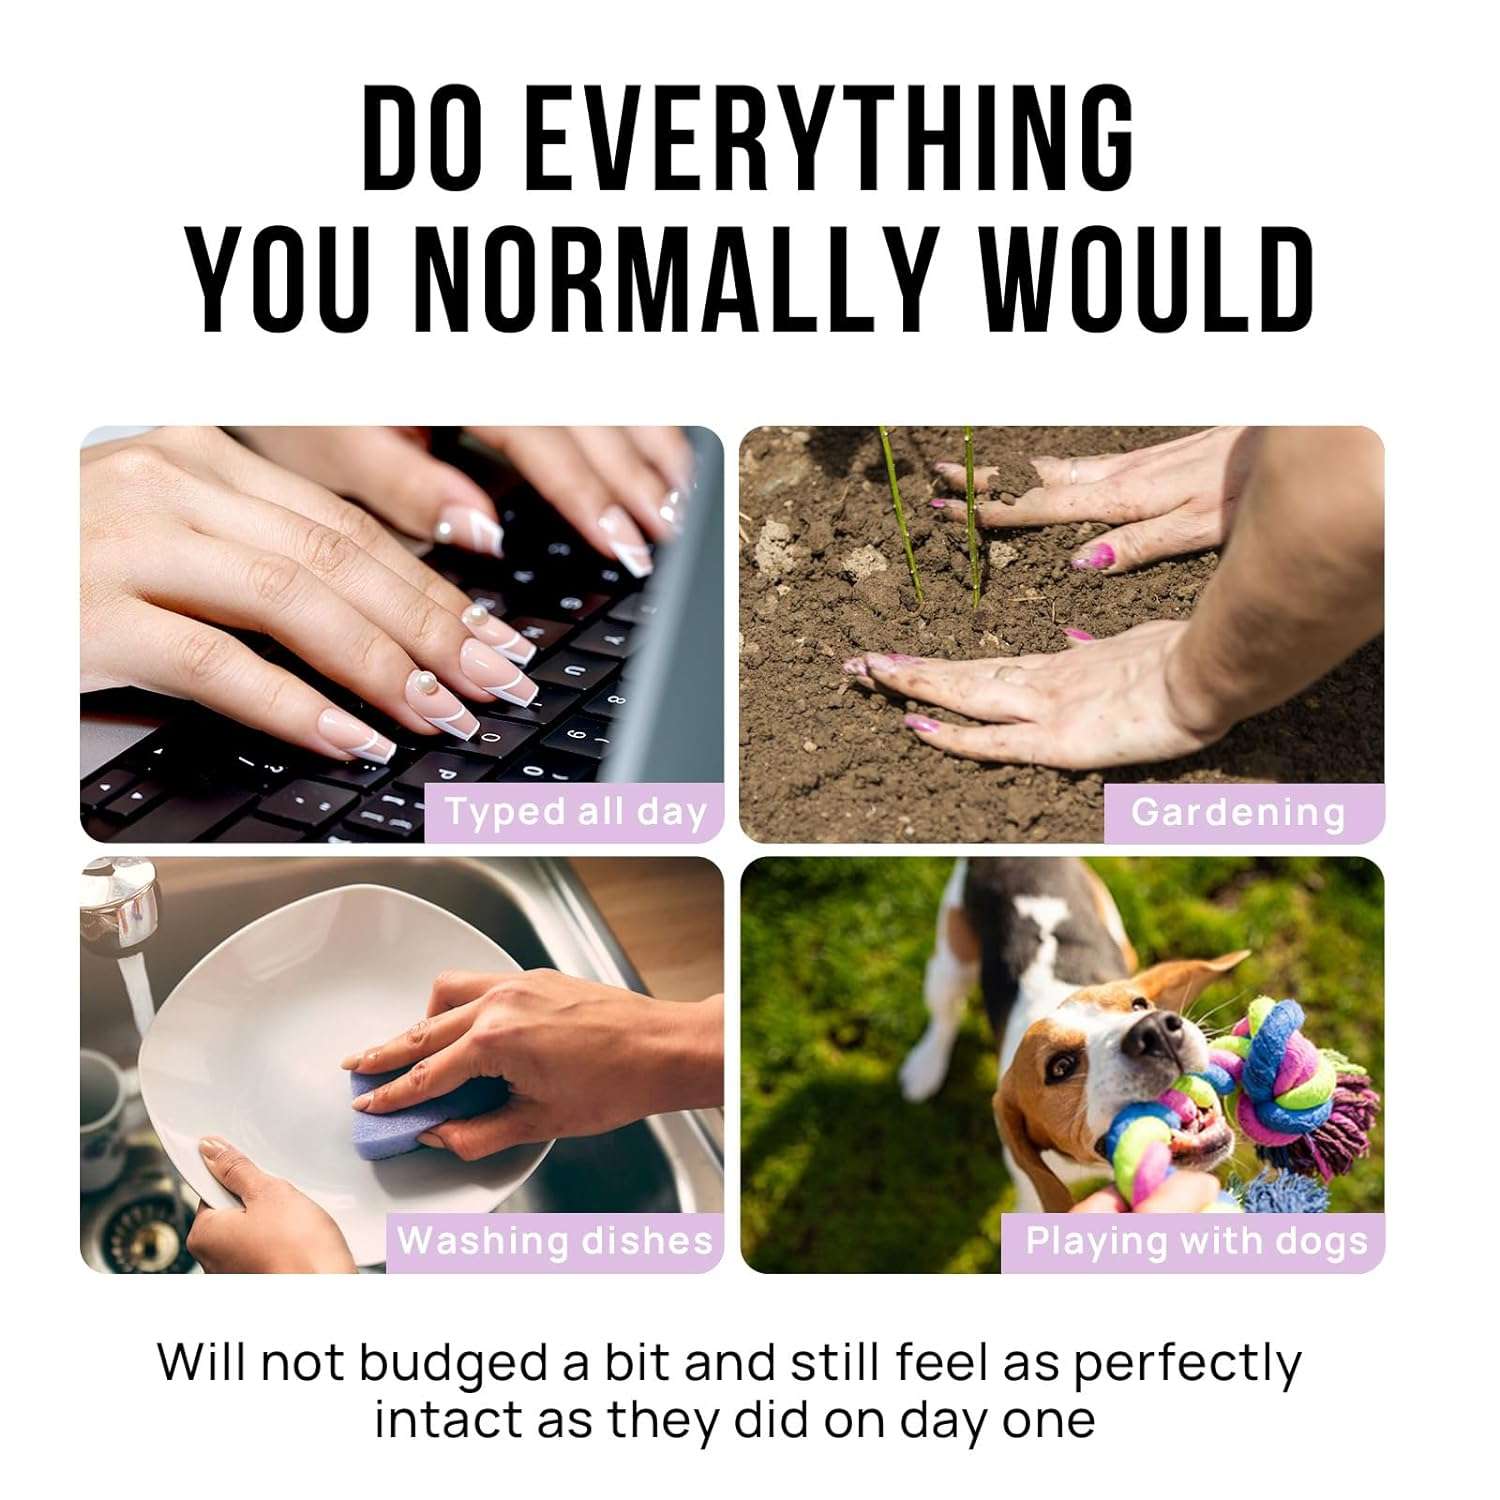 DO EVERYTHING
YOU NORMALLY WOULD
Typed all day
Gardening
Washing dishes
Playing with dogs
Will not budged a bit and still feel as perfectly
intact as they did on day one